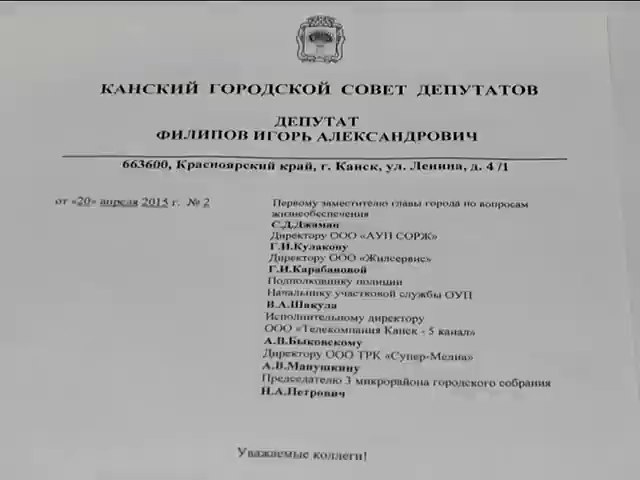 КАНСКИЙ ГОРОДСКОЙ СОВЕТ ДЕПУТАТОВ
ДЕПУТАТ
ФИЛИПОВ ИГОРЬ АЛЕКСАНДРОВИЧ
663600, Красноярский край, г. Канск, ул. Ленина, д. 4 /1
от «20» апреля 2015 г. № 2
Первому заместителю главы города по вопросам
жизнеобеспечения
С.Д.Джаман
Директору ООО «АУП СОРЖ»
Г.И.Кулакову
Директору ООО «Жилсервис»
Г.И.Карабановой
Подполковнику полиции
Начальнику участковой службы ОУП
В.А.Шакула
Исполнительному директору
ООО «Телекомпания Канск - 5 канал»
А.В.Быковскому
Директору ООО ТРК «Супер-Медиа»
А.В.Манушкину
Председателю 3 микрорайона городского собрания
Н.А.Петрович
Уважаемые коллеги!